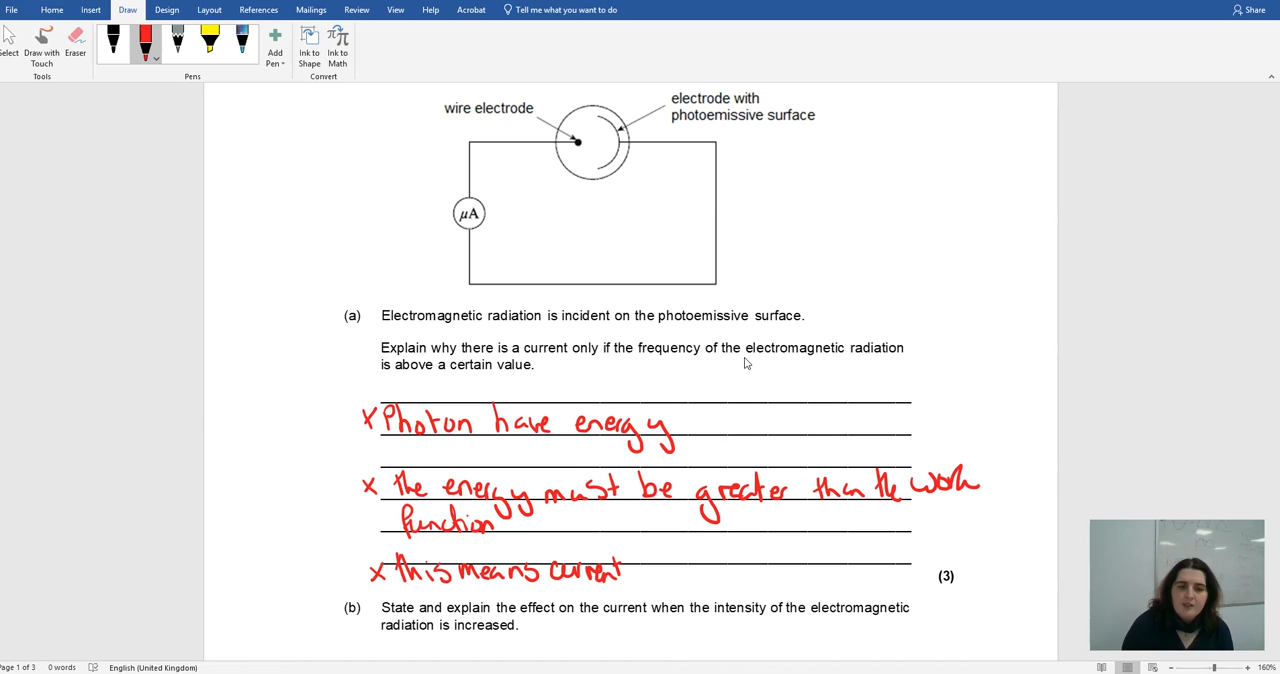 File Home Insert Draw Design Layout References Mailings Review View Help Acrobat Tell me what you want to do Share
Select Draw with Touch Eraser Add Pen Ink to Shape Ink to Math
Tools Pens Convert
wire electrode
electrode with
photoemissive surface
µA
(a) Electromagnetic radiation is incident on the photoemissive surface.
Explain why there is a current only if the frequency of the electromagnetic radiation
is above a certain value.
x Photon have energy
x the energy must be greater than the work
function
x this means current
(3)
(b) State and explain the effect on the current when the intensity of the electromagnetic
radiation is increased.
Page 1 of 3 0 words English (United Kingdom) 160%